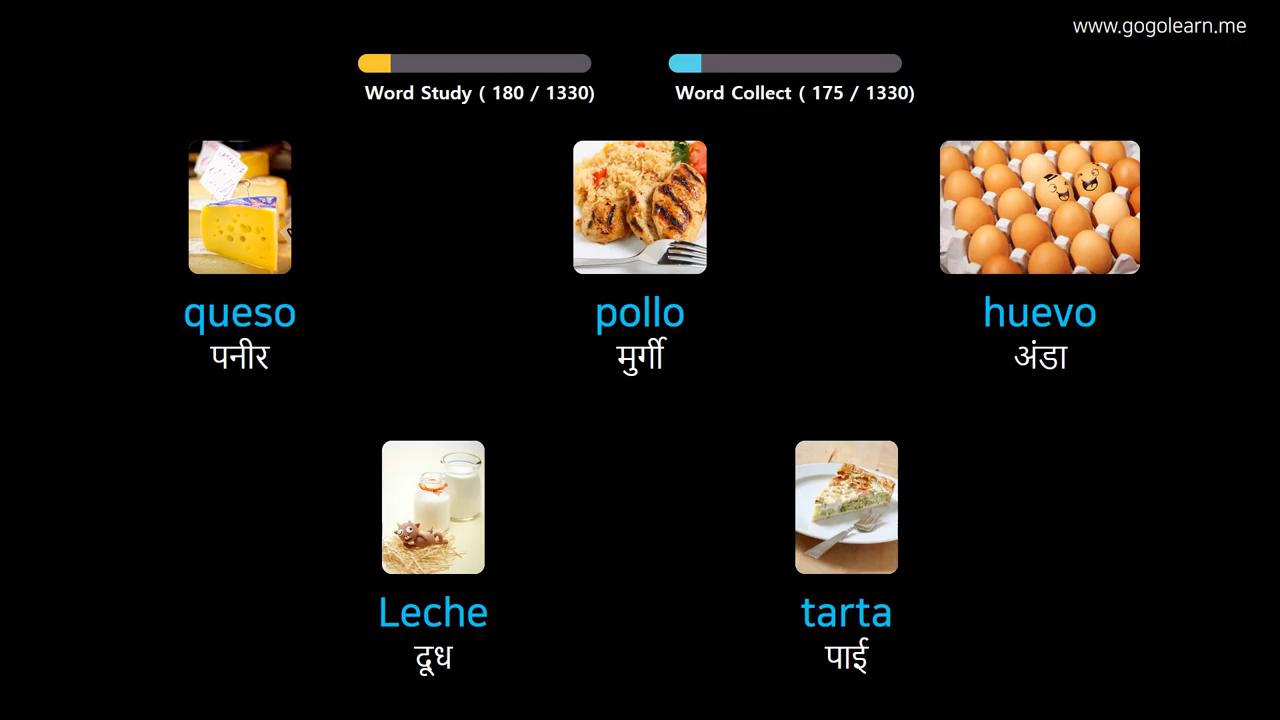 www.gogolearn.me
Word Study ( 180 / 1330)
Word Collect ( 175 / 1330)
queso
पनीर
pollo
मुर्गी
huevo
अंडा
Leche
दूध
tarta
पाई